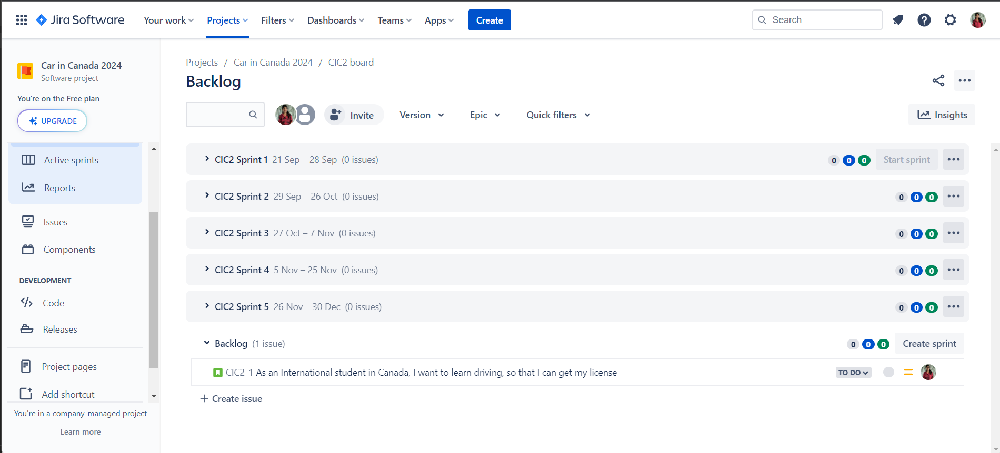 Jira Software Your work Projects Filters Dashboards Teams Apps Create Search
Car in Canada 2024
Software project
You're on the Free plan
UPGRADE
Active sprints
Reports
Issues
Components
DEVELOPMENT
Code
Releases
Project pages
Add shortcut
You're in a company-managed project
Learn more
Projects / Car in Canada 2024 / CIC2 board
Backlog
Invite Version Epic Quick filters Insights
CIC2 Sprint 1 21 Sep – 28 Sep (0 issues) 0 0 0 Start sprint
CIC2 Sprint 2 29 Sep – 26 Oct (0 issues) 0 0 0
CIC2 Sprint 3 27 Oct – 7 Nov (0 issues) 0 0 0
CIC2 Sprint 4 5 Nov – 25 Nov (0 issues) 0 0 0
CIC2 Sprint 5 26 Nov – 30 Dec (0 issues) 0 0 0
Backlog (1 issue) 0 0 0 Create sprint
CIC2-1 As an International student in Canada, I want to learn driving, so that I can get my license TO DO -
+ Create issue